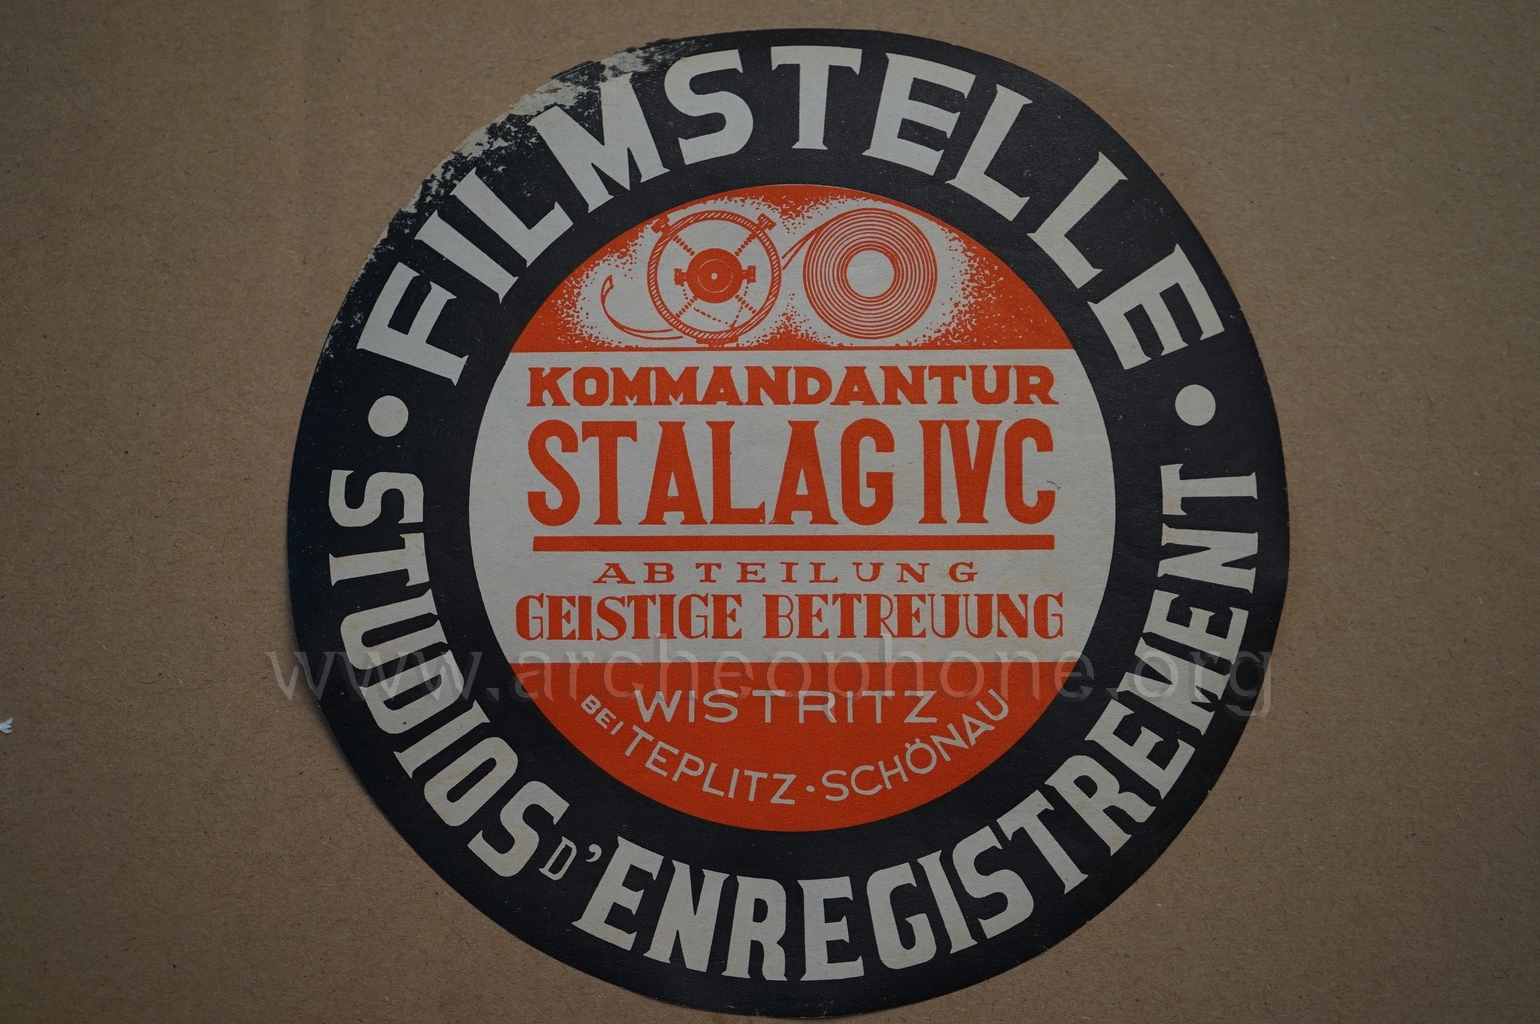 FILMSTELLE
KOMMANDANTUR
STALAG IVC
ABTEILUNG
GEISTIGE BETREUUNG
WISTRITZ
BEI TEPLITZ·SCHÖNAU
• STUDIOS D'ENREGISTREMENT •
www.archeophone.org